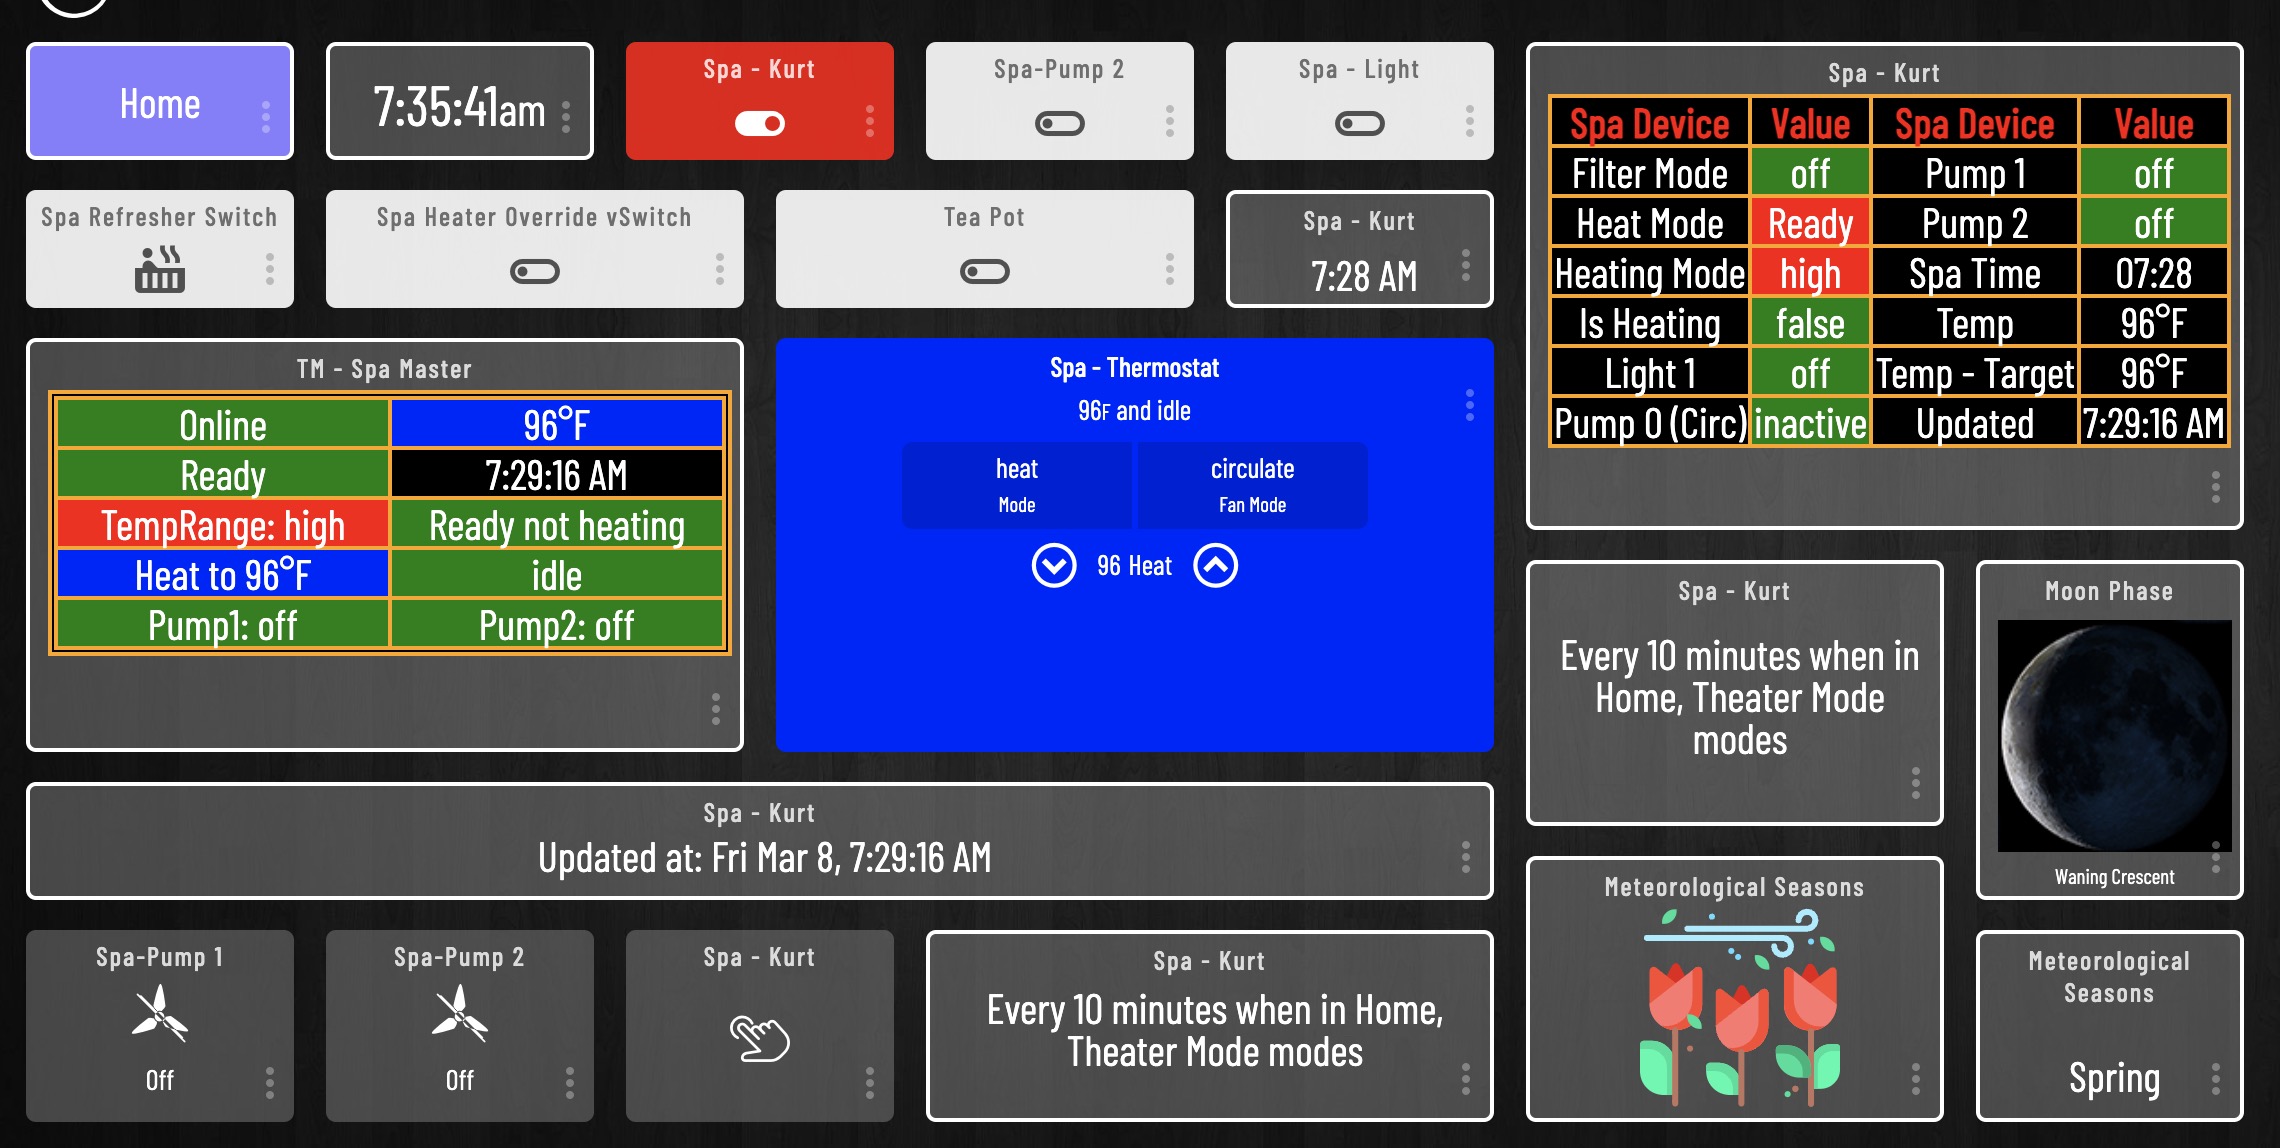 Home
7:35:41am
Spa - Kurt
Spa-Pump 2
Spa - Light
Spa Refresher Switch
Spa Heater Override vSwitch
Tea Pot
Spa - Kurt
7:28 AM
Spa - Kurt
Spa Device Value Spa Device Value
Filter Mode off Pump 1 off
Heat Mode Ready Pump 2 off
Heating Mode high Spa Time 07:28
Is Heating false Temp 96°F
Light 1 off Temp - Target 96°F
Pump 0 (Circ) inactive Updated 7:29:16 AM
TM - Spa Master
Online 96°F
Ready 7:29:16 AM
TempRange: high Ready not heating
Heat to 96°F idle
Pump1: off Pump2: off
Spa - Thermostat
96F and idle
heat circulate
Mode Fan Mode
96 Heat
Spa - Kurt
Every 10 minutes when in
Home, Theater Mode
modes
Moon Phase
Waning Crescent
Spa - Kurt
Updated at: Fri Mar 8, 7:29:16 AM
Spa-Pump 1
Off
Spa-Pump 2
Off
Spa - Kurt
Spa - Kurt
Every 10 minutes when in Home,
Theater Mode modes
Meteorological Seasons
Meteorological
Seasons
Spring